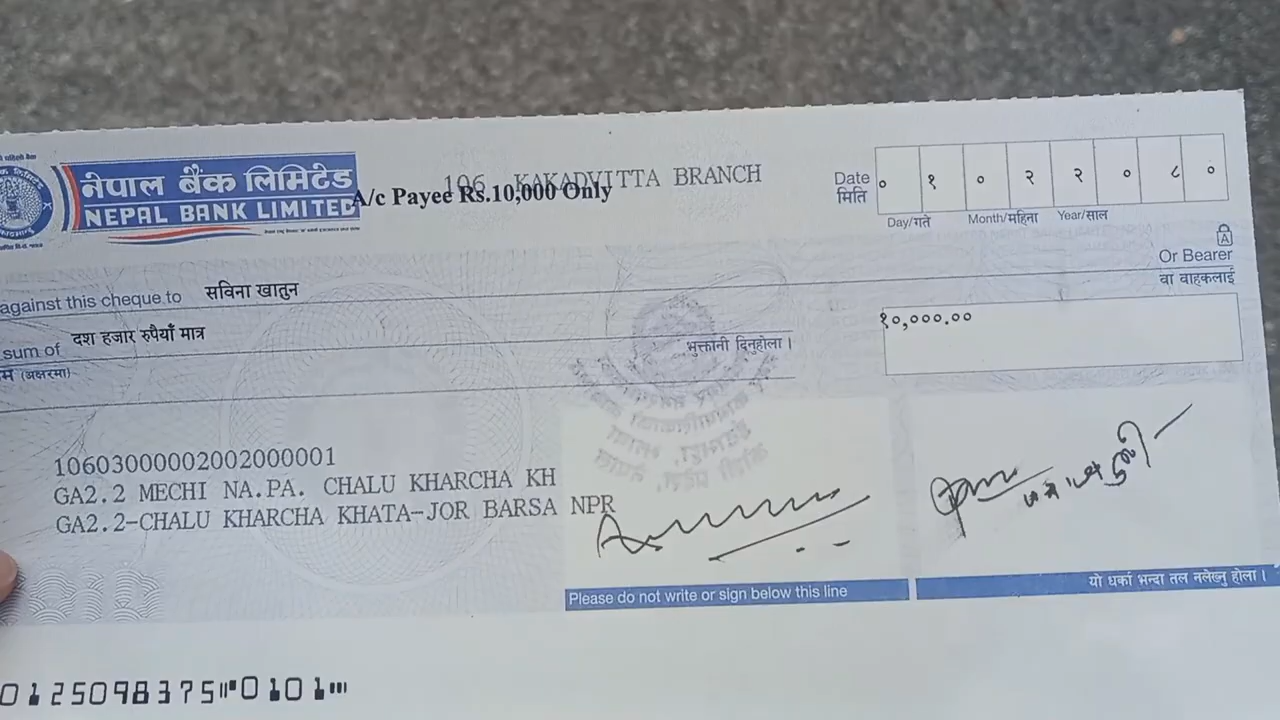 नेपाल बैंक लिमिटेड
NEPAL BANK LIMITED
106 KAKADVITTA BRANCH
A/c Payee Rs.10,000 Only
Date ० १ ० २ २ ० ८ ०
मिति
Day/गते Month/महिना Year/साल
A
Or Bearer
against this cheque to सविना खातुन
वा वाहकलाई
sum of दश हजार रुपैयाँ मात्र
भुक्तानी दिनुहोला ।
१०,०००.००
(अक्षरमा)
10603000002002000001
GA2.2 MECHI NA.PA. CHALU KHARCHA KH
GA2.2-CHALU KHARCHA KHATA-JOR BARSA NPR
Please do not write or sign below this line
यो धर्का भन्दा तल नलेख्नु होला ।
0125098375 0101